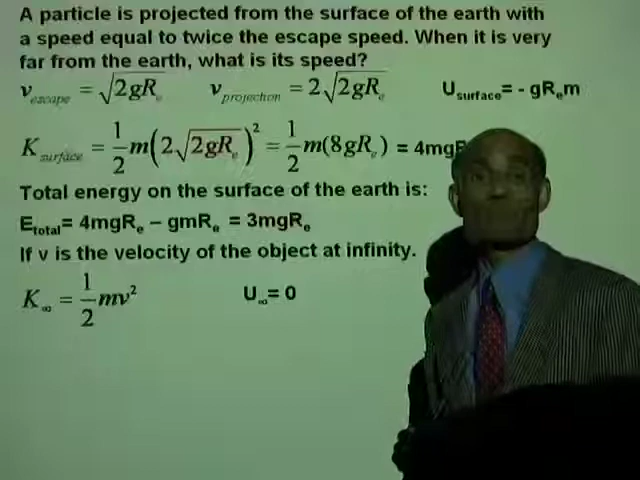 A particle is projected from the surface of the earth with
a speed equal to twice the escape speed. When it is very
far from the earth, what is its speed?
v_escape = √(2gR_e) v_projection = 2√(2gR_e) U_surface = - gR_e m
K_surface = 1/2 m(2√(2gR_e))² = 1/2 m(8gR_e) = 4mg
Total energy on the surface of the earth is:
E_total = 4mgR_e – gmR_e = 3mgR_e
If v is the velocity of the object at infinity.
K_∞ = 1/2 mv² U_∞ = 0